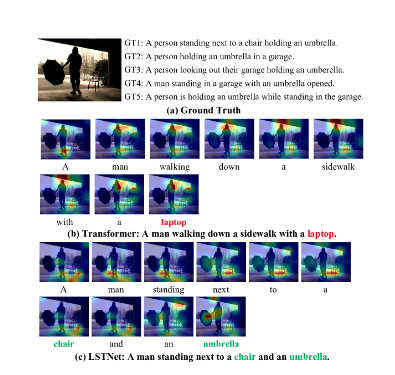 GT1: A person standing next to a chair holding an umbrella.
GT2: A person holding an umbrella in a garage.
GT3: A person looking out their garage holding an unberella.
GT4: A man standing in a garage with an umbrella opened.
GT5: A person is holding an umbrella while standing in the garage.
(a) Ground Truth
A man walking down a sidewalk
with a laptop
(b) Transformer: A man walking down a sidewalk with a laptop.
A man standing next to a
chair and an umbrella
(c) LSTNet: A man standing next to a chair and an umbrella.